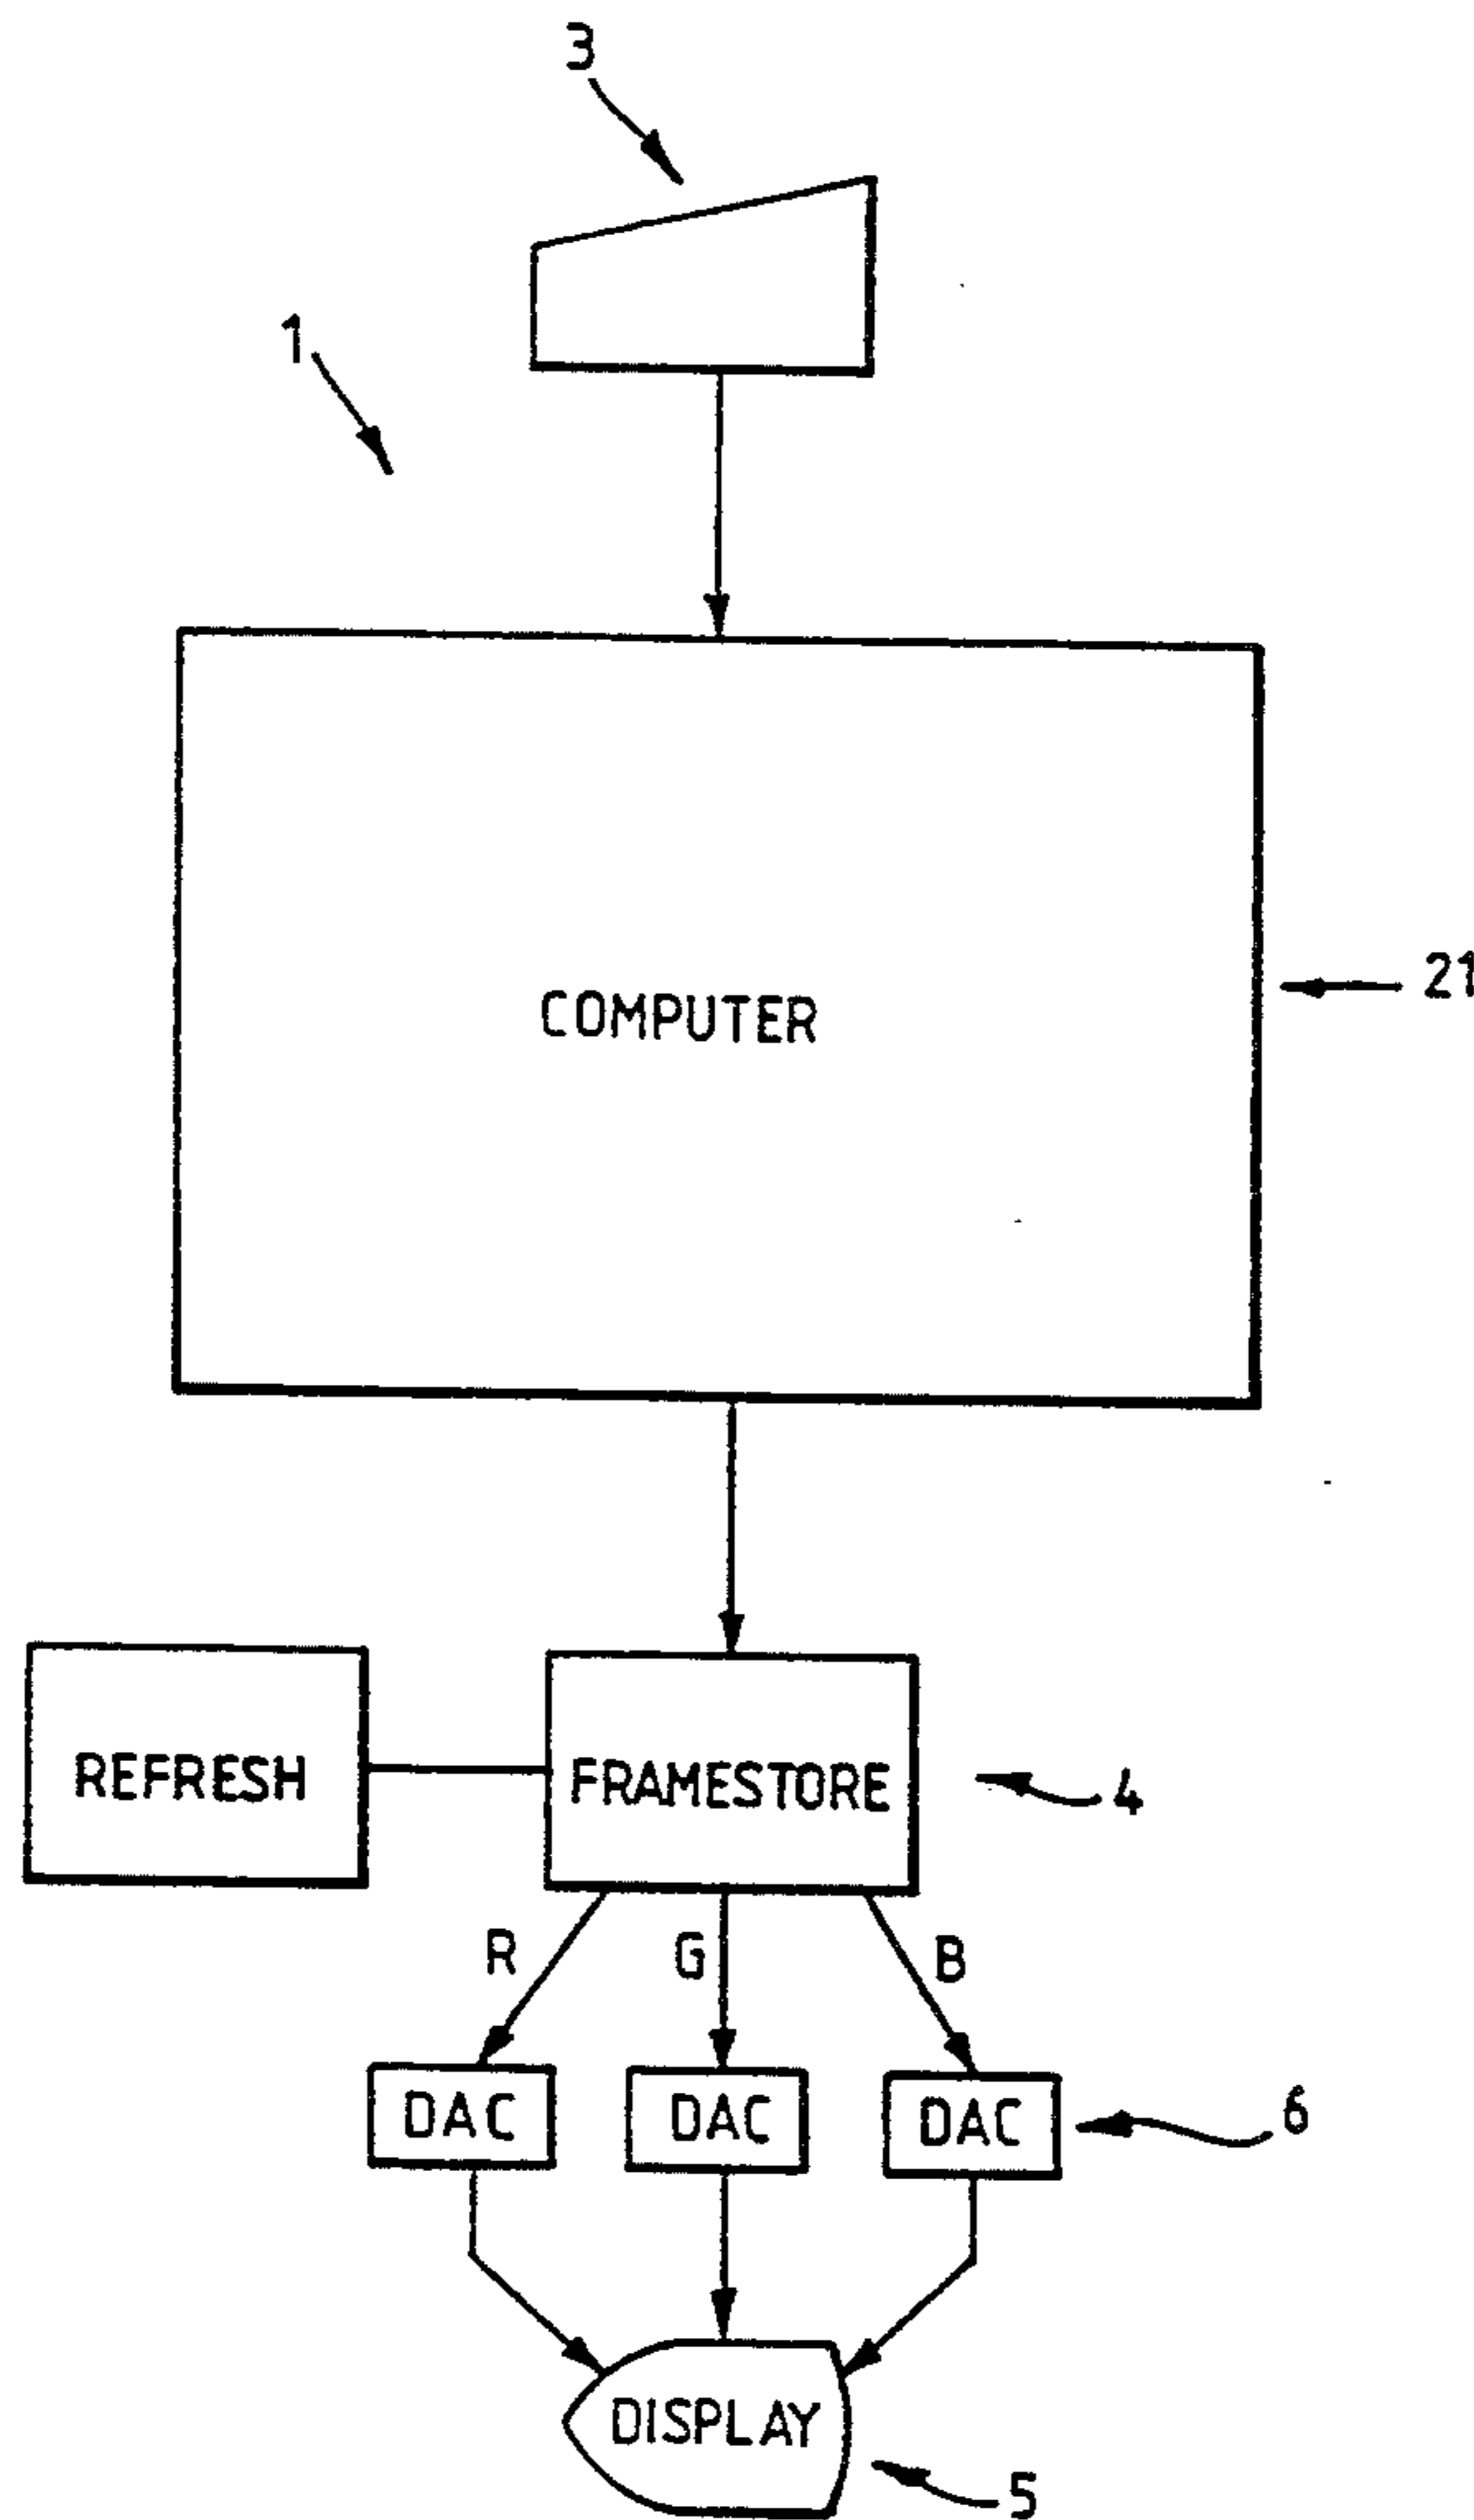 3
1
COMPUTER
21
REFRESH
FRAMESTORE
4
R
G
B
DAC
DAC
DAC
6
DISPLAY
5